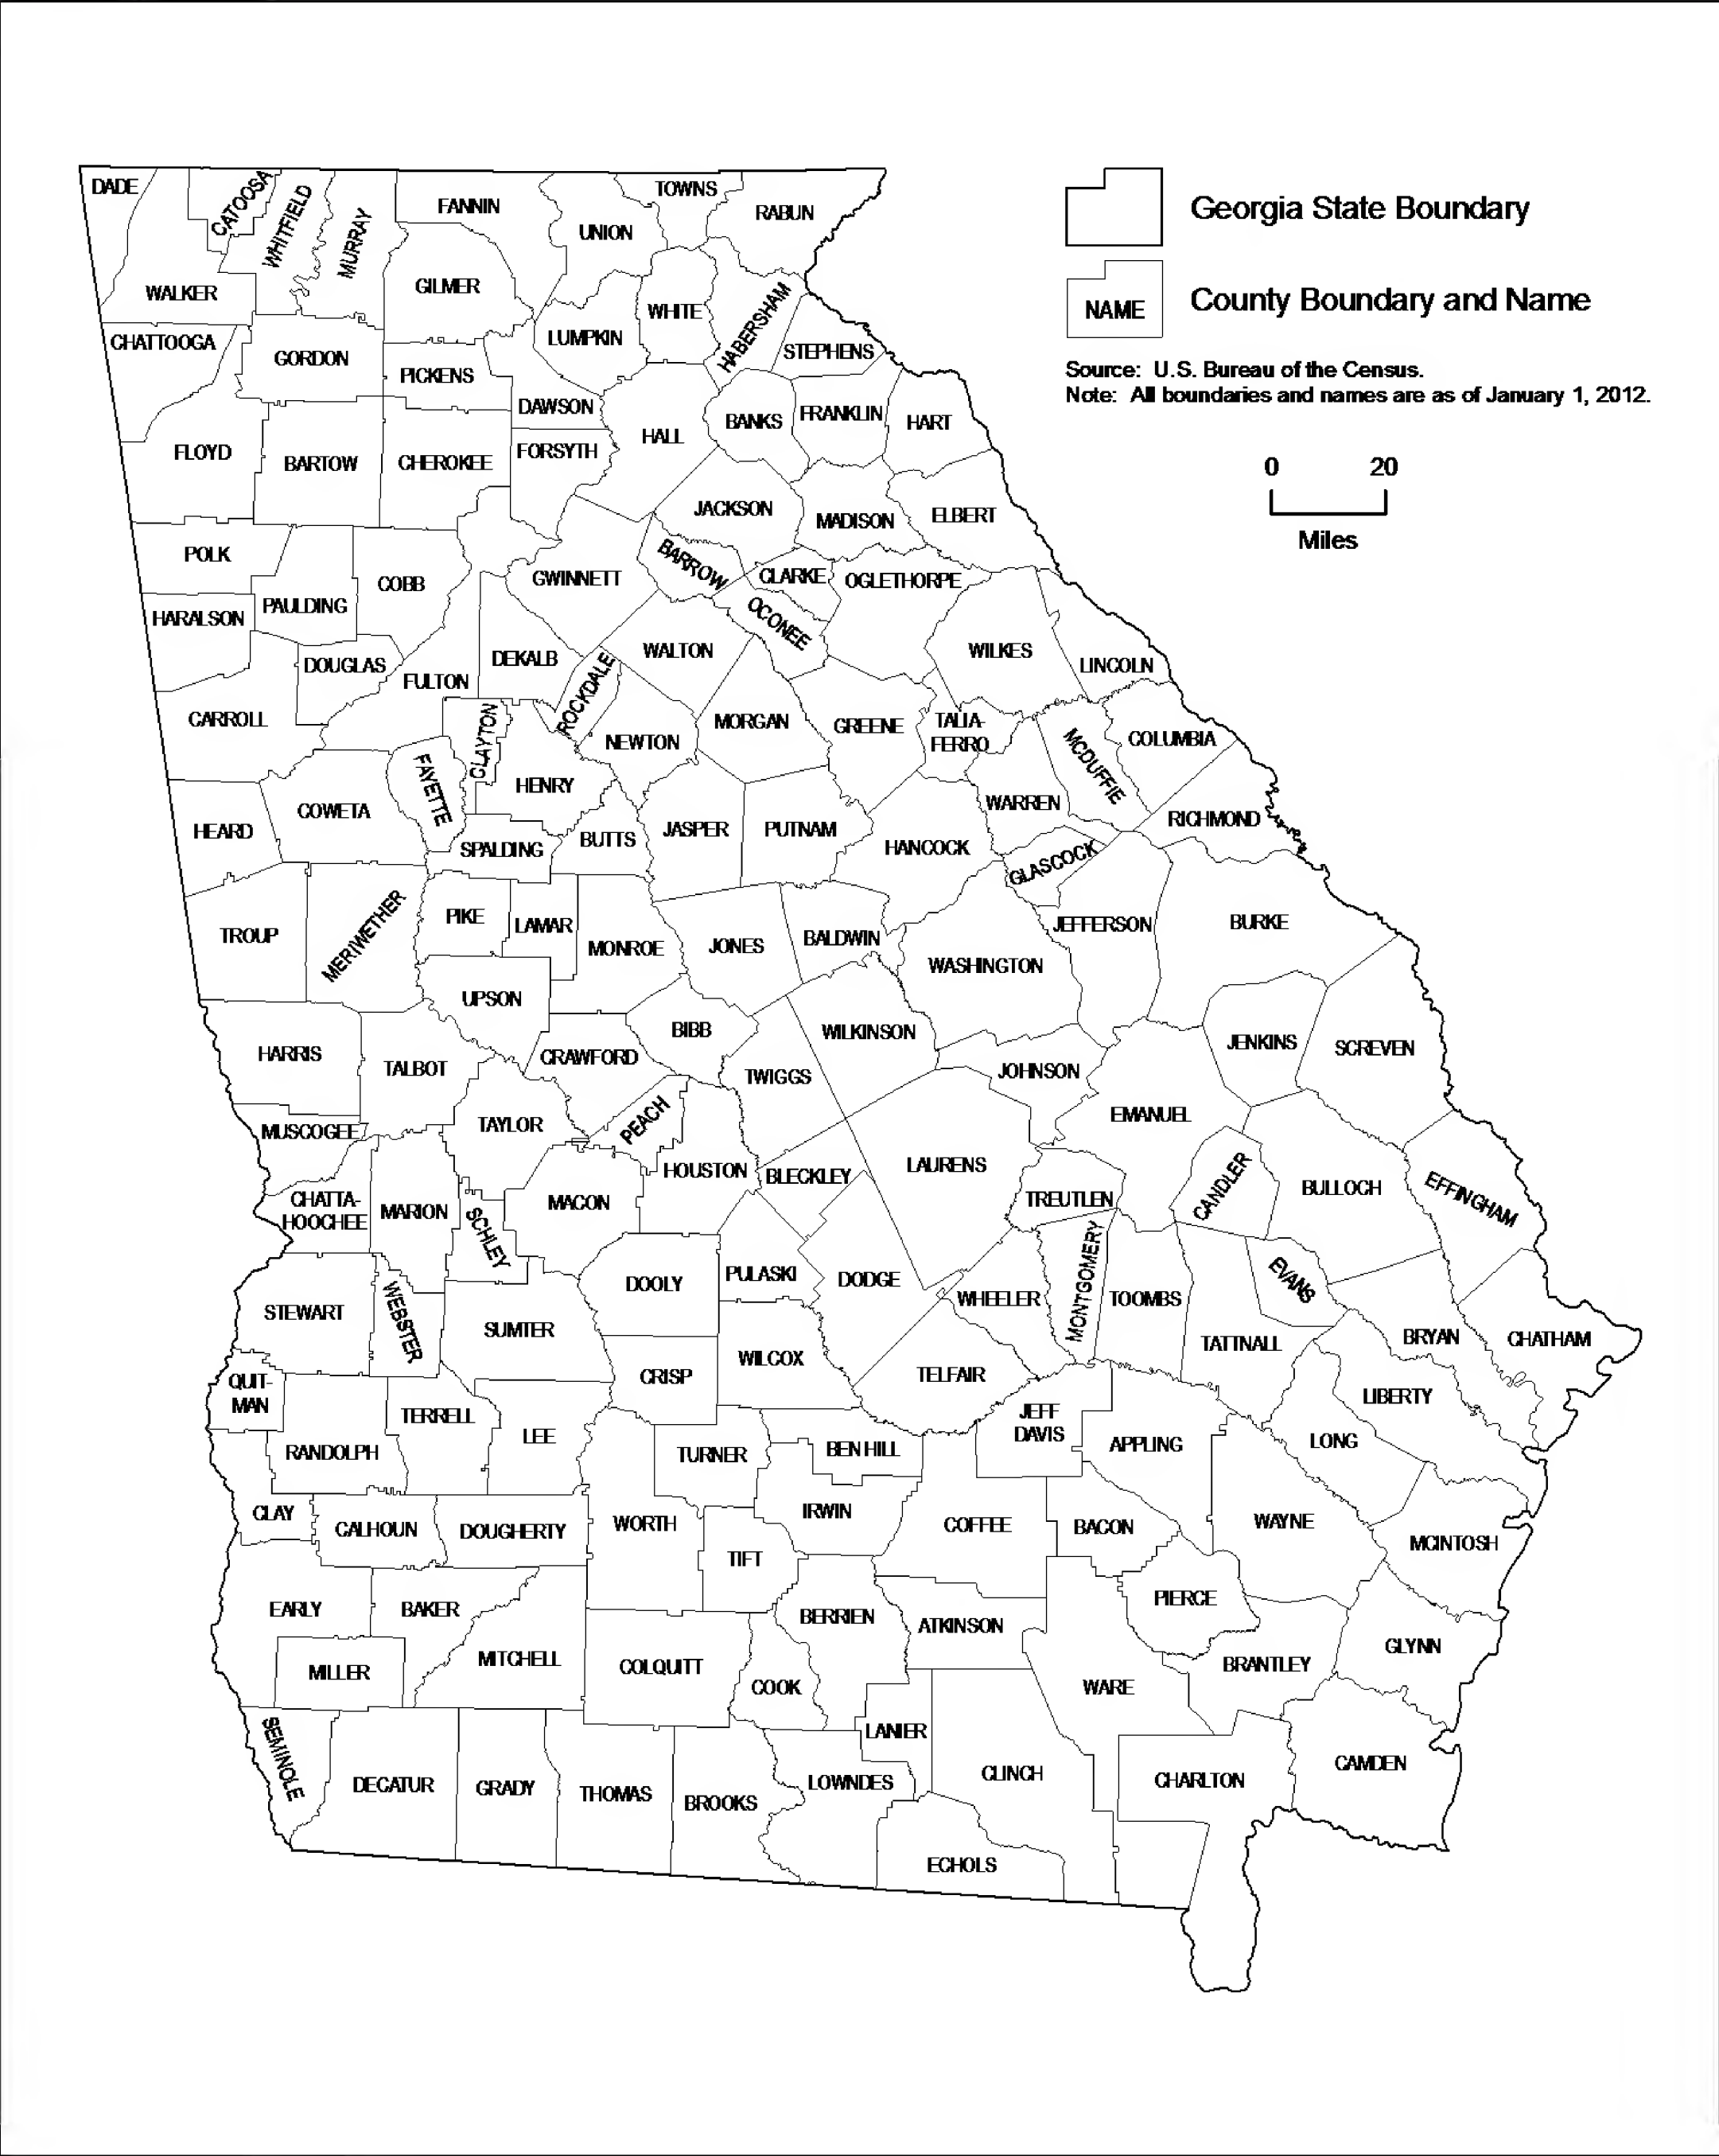 DADE
CATOOSA
WHITFIELD
MURRAY
FANNIN
UNION
TOWNS
RABUN
WALKER
GILMER
LUMPKIN
WHITE
HABERSHAM
STEPHENS
CHATTOOGA
GORDON
PICKENS
DAWSON
HALL
BANKS
FRANKLIN
HART
FLOYD
BARTOW
CHEROKEE
FORSYTH
JACKSON
MADISON
ELBERT
POLK
COBB
GWINNETT
BARROW
CLARKE
OGLETHORPE
HARALSON
PAULDING
OCONEE
DOUGLAS
FULTON
DEKALB
ROCKDALE
WALTON
WILKES
LINCOLN
CARROLL
CLAYTON
NEWTON
MORGAN
GREENE
TALIA-
FERRO
MCDUFFIE
COLUMBIA
FAYETTE
HENRY
WARREN
RICHMOND
HEARD
COWETA
SPALDING
BUTTS
JASPER
PUTNAM
HANCOCK
GLASCOCK
TROUP
MERIWETHER
PIKE
LAMAR
MONROE
JONES
BALDWIN
WASHINGTON
JEFFERSON
BURKE
UPSON
BIBB
WILKINSON
JENKINS
SCREVEN
HARRIS
TALBOT
CRAWFORD
TWIGGS
JOHNSON
MUSCOGEE
TAYLOR
PEACH
EMANUEL
CHATTA-
HOOCHEE
MARION
SCHLEY
MACON
HOUSTON
BLECKLEY
LAURENS
TREUTLEN
CANDLER
BULLOCH
EFFINGHAM
STEWART
WEBSTER
SUMTER
DOOLY
PULASKI
DODGE
WHEELER
MONTGOMERY
TOOMBS
EVANS
TATTNALL
BRYAN
CHATHAM
QUIT-
MAN
CRISP
WILCOX
TELFAIR
LIBERTY
RANDOLPH
TERRELL
LEE
TURNER
BEN HILL
JEFF
DAVIS
APPLING
LONG
CLAY
CALHOUN
DOUGHERTY
WORTH
TIFT
IRWIN
COFFEE
BACON
WAYNE
MCINTOSH
EARLY
BAKER
MITCHELL
BERRIEN
ATKINSON
PIERCE
MILLER
COLQUITT
COOK
WARE
BRANTLEY
GLYNN
SEMINOLE
DECATUR
GRADY
THOMAS
BROOKS
LOWNDES
LANIER
CLINCH
CHARLTON
CAMDEN
ECHOLS
Georgia State Boundary
NAME
County Boundary and Name
Source: U.S. Bureau of the Census.
Note: All boundaries and names are as of January 1, 2012.
0 20
Miles